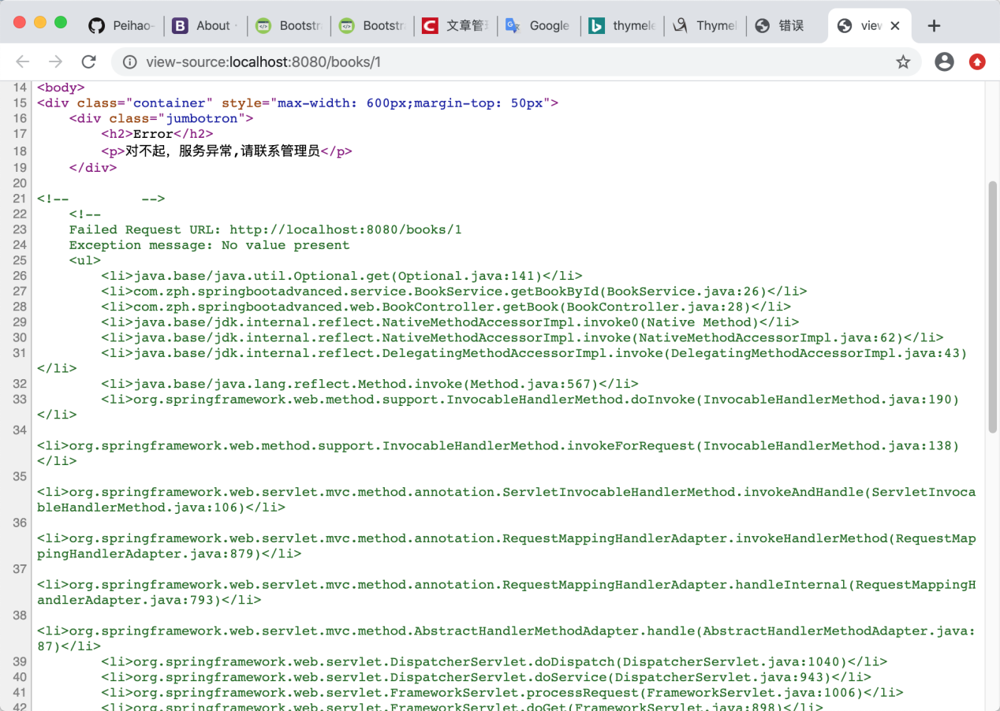 Peihao-
B About
Bootstr
Bootstr
C 文章管
Google
thymele
Thymel
错误
view
view-source:localhost:8080/books/1
14 <body>
15 <div class="container" style="max-width: 600px;margin-top: 50px">
16 <div class="jumbotron">
17 <h2>Error</h2>
18 <p>对不起，服务异常,请联系管理员</p>
19 </div>
20
21 <!-- -->
22 <!--
23 Failed Request URL: http://localhost:8080/books/1
24 Exception message: No value present
25 <ul>
26 <li>java.base/java.util.Optional.get(Optional.java:141)</li>
27 <li>com.zph.springbootadvanced.service.BookService.getBookById(BookService.java:26)</li>
28 <li>com.zph.springbootadvanced.web.BookController.getBook(BookController.java:28)</li>
29 <li>java.base/jdk.internal.reflect.NativeMethodAccessorImpl.invoke0(Native Method)</li>
30 <li>java.base/jdk.internal.reflect.NativeMethodAccessorImpl.invoke(NativeMethodAccessorImpl.java:62)</li>
31 <li>java.base/jdk.internal.reflect.DelegatingMethodAccessorImpl.invoke(DelegatingMethodAccessorImpl.java:43)
</li>
32 <li>java.base/java.lang.reflect.Method.invoke(Method.java:567)</li>
33 <li>org.springframework.web.method.support.InvocableHandlerMethod.doInvoke(InvocableHandlerMethod.java:190)
</li>
34
<li>org.springframework.web.method.support.InvocableHandlerMethod.invokeForRequest(InvocableHandlerMethod.java:138)
</li>
35
<li>org.springframework.web.servlet.mvc.method.annotation.ServletInvocableHandlerMethod.invokeAndHandle(ServletInvoca
bleHandlerMethod.java:106)</li>
36
<li>org.springframework.web.servlet.mvc.method.annotation.RequestMappingHandlerAdapter.invokeHandlerMethod(RequestMap
pingHandlerAdapter.java:879)</li>
37
<li>org.springframework.web.servlet.mvc.method.annotation.RequestMappingHandlerAdapter.handleInternal(RequestMappingH
andlerAdapter.java:793)</li>
38
<li>org.springframework.web.servlet.mvc.method.AbstractHandlerMethodAdapter.handle(AbstractHandlerMethodAdapter.java:
87)</li>
39 <li>org.springframework.web.servlet.DispatcherServlet.doDispatch(DispatcherServlet.java:1040)</li>
40 <li>org.springframework.web.servlet.DispatcherServlet.doService(DispatcherServlet.java:943)</li>
41 <li>org.springframework.web.servlet.FrameworkServlet.processRequest(FrameworkServlet.java:1006)</li>
42 <li>org.springframework.web.servlet.FrameworkServlet.doGet(FrameworkServlet.java:898)</li>